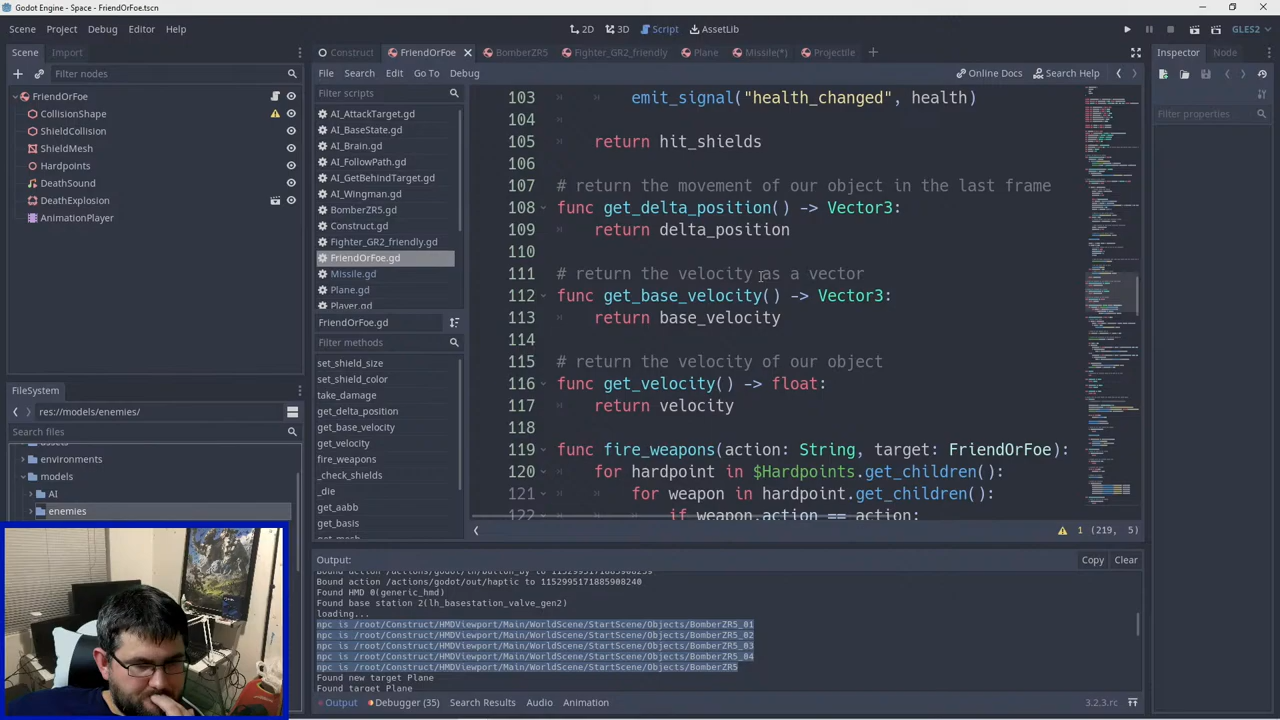 Godot Engine - Space - FriendOrFoe.tscn
Scene Project Debug Editor Help
2D 3D Script AssetLib
GLES2
Scene Import
Construct FriendOrFoe BomberZR5 Fighter_GR2_friendly Plane Missile(*) Projectile
Inspector Node
Filter nodes
File Search Edit Go To Debug
Online Docs Search Help
Filter scripts
Filter properties
FriendOrFoe
CollisionShape
ShieldCollision
ShieldMesh
Hardpoints
DeathSound
DeathExplosion
AnimationPlayer
AI_AttackTarget.gd
AI_BaseState.gd
AI_Brain.gd
AI_FollowPath.gd
AI_GetBehindTarget.gd
AI_Wingman.gd
BomberZR5.gd
Construct.gd
Fighter_GR2_friendly.gd
FriendOrFoe.gd
Missile.gd
Plane.gd
Player.gd
FriendOrFoe.gd
Filter methods
set_shield_size
set_shield_color
take_damage
get_delta_position
get_base_velocity
get_velocity
fire_weapons
_check_shields
_die
get_aabb
get_basis
103 emit_signal("health_changed", health)
104
105 return hit_shields
106
107 # return the movement of our object in the last frame
108 func get_delta_position() -> Vector3:
109 return delta_position
110
111 # return the velocity as a vector
112 func get_base_velocity() -> Vector3:
113 return base_velocity
114
115 # return the velocity of our object
116 func get_velocity() -> float:
117 return velocity
118
119 func fire_weapons(action: String, target: FriendOrFoe):
120 for hardpoint in $Hardpoints.get_children():
121 for weapon in hardpoint.get_children():
122 if weapon.action == action:
1 (219, 5)
FileSystem
res://models/enemies/
Search files
environments
models
AI
enemies
Output:
Copy Clear
Bound action /actions/godot/out/haptic to 1152995171885908240
Found HMD 0(generic_hmd)
Found base station 2(lh_basestation_valve_gen2)
loading...
npc is /root/Construct/HMDViewport/Main/WorldScene/StartScene/Objects/BomberZR5_01
npc is /root/Construct/HMDViewport/Main/WorldScene/StartScene/Objects/BomberZR5_02
npc is /root/Construct/HMDViewport/Main/WorldScene/StartScene/Objects/BomberZR5_03
npc is /root/Construct/HMDViewport/Main/WorldScene/StartScene/Objects/BomberZR5_04
npc is /root/Construct/HMDViewport/Main/WorldScene/StartScene/Objects/BomberZR5
Found new target Plane
Found target Plane
Output Debugger (35) Search Results Audio Animation
3.2.3.rc